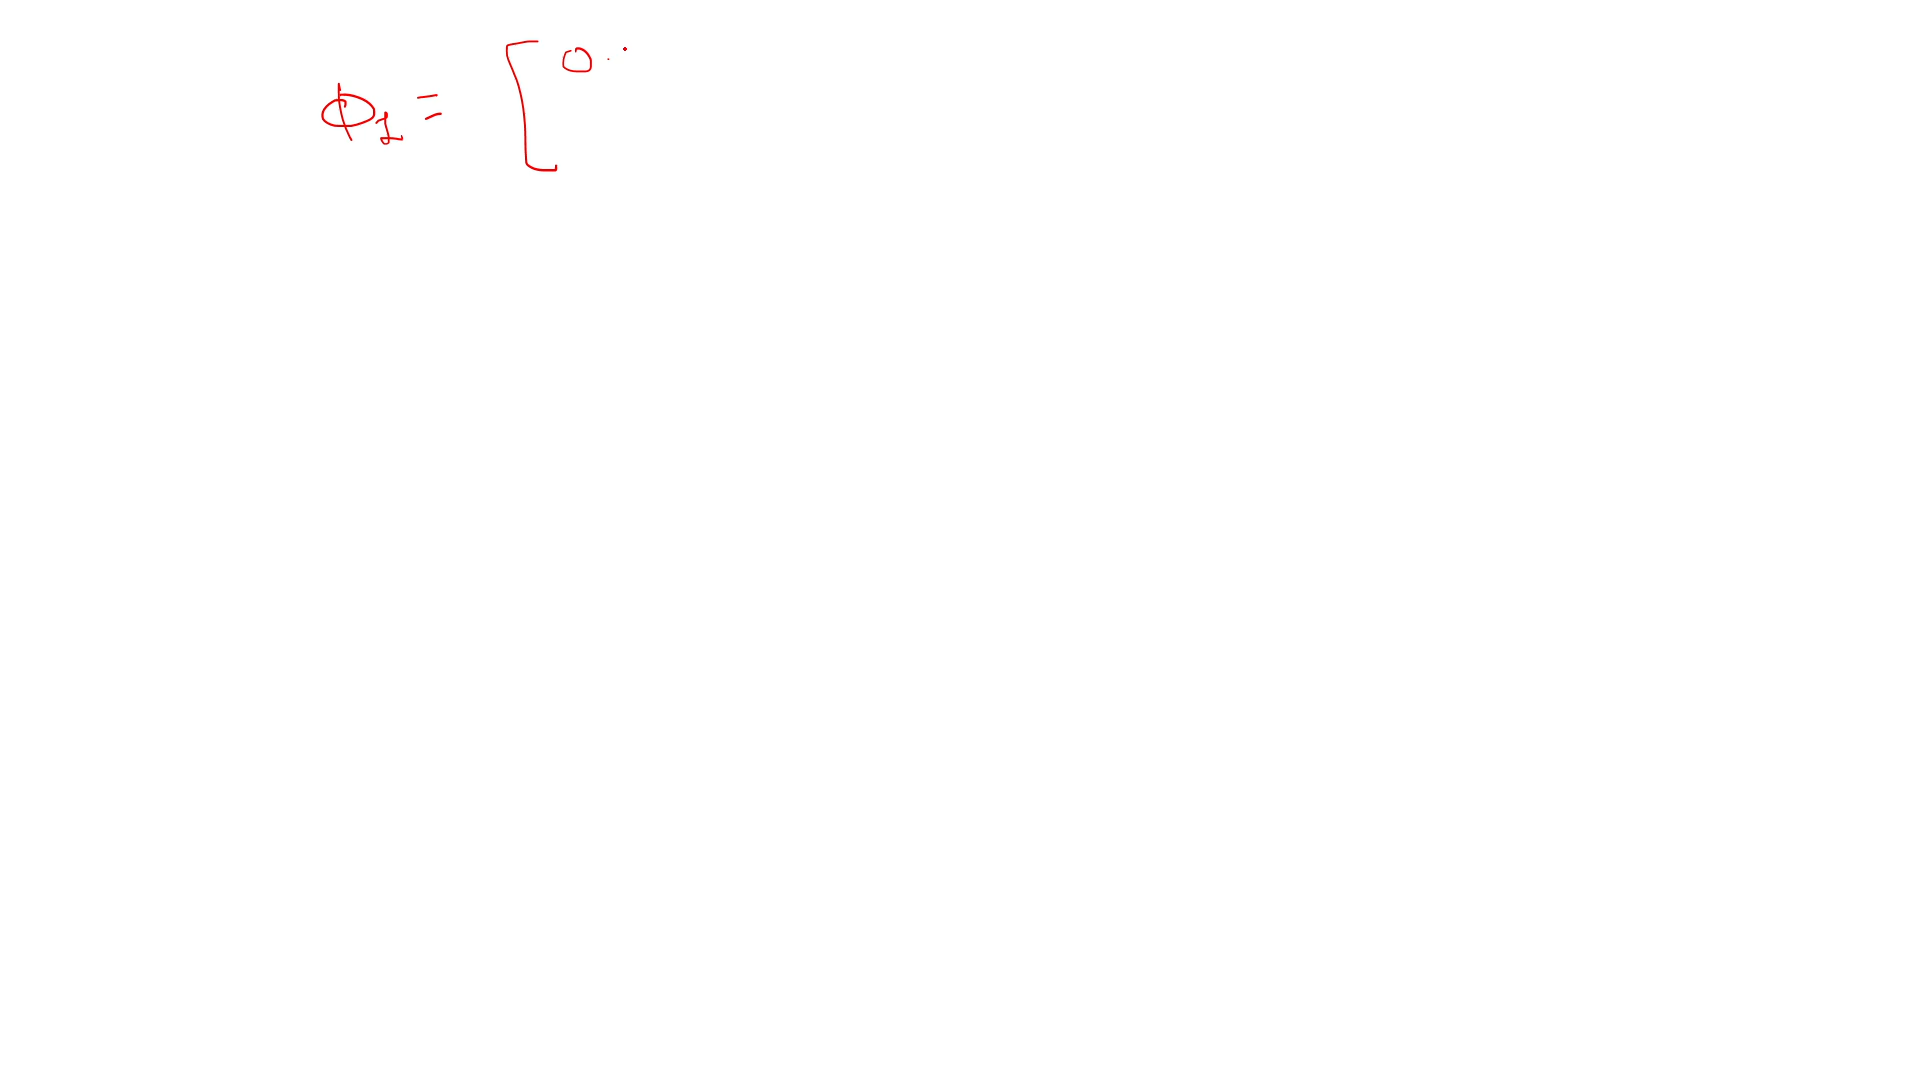 ϕ₁ = [ 0 . .